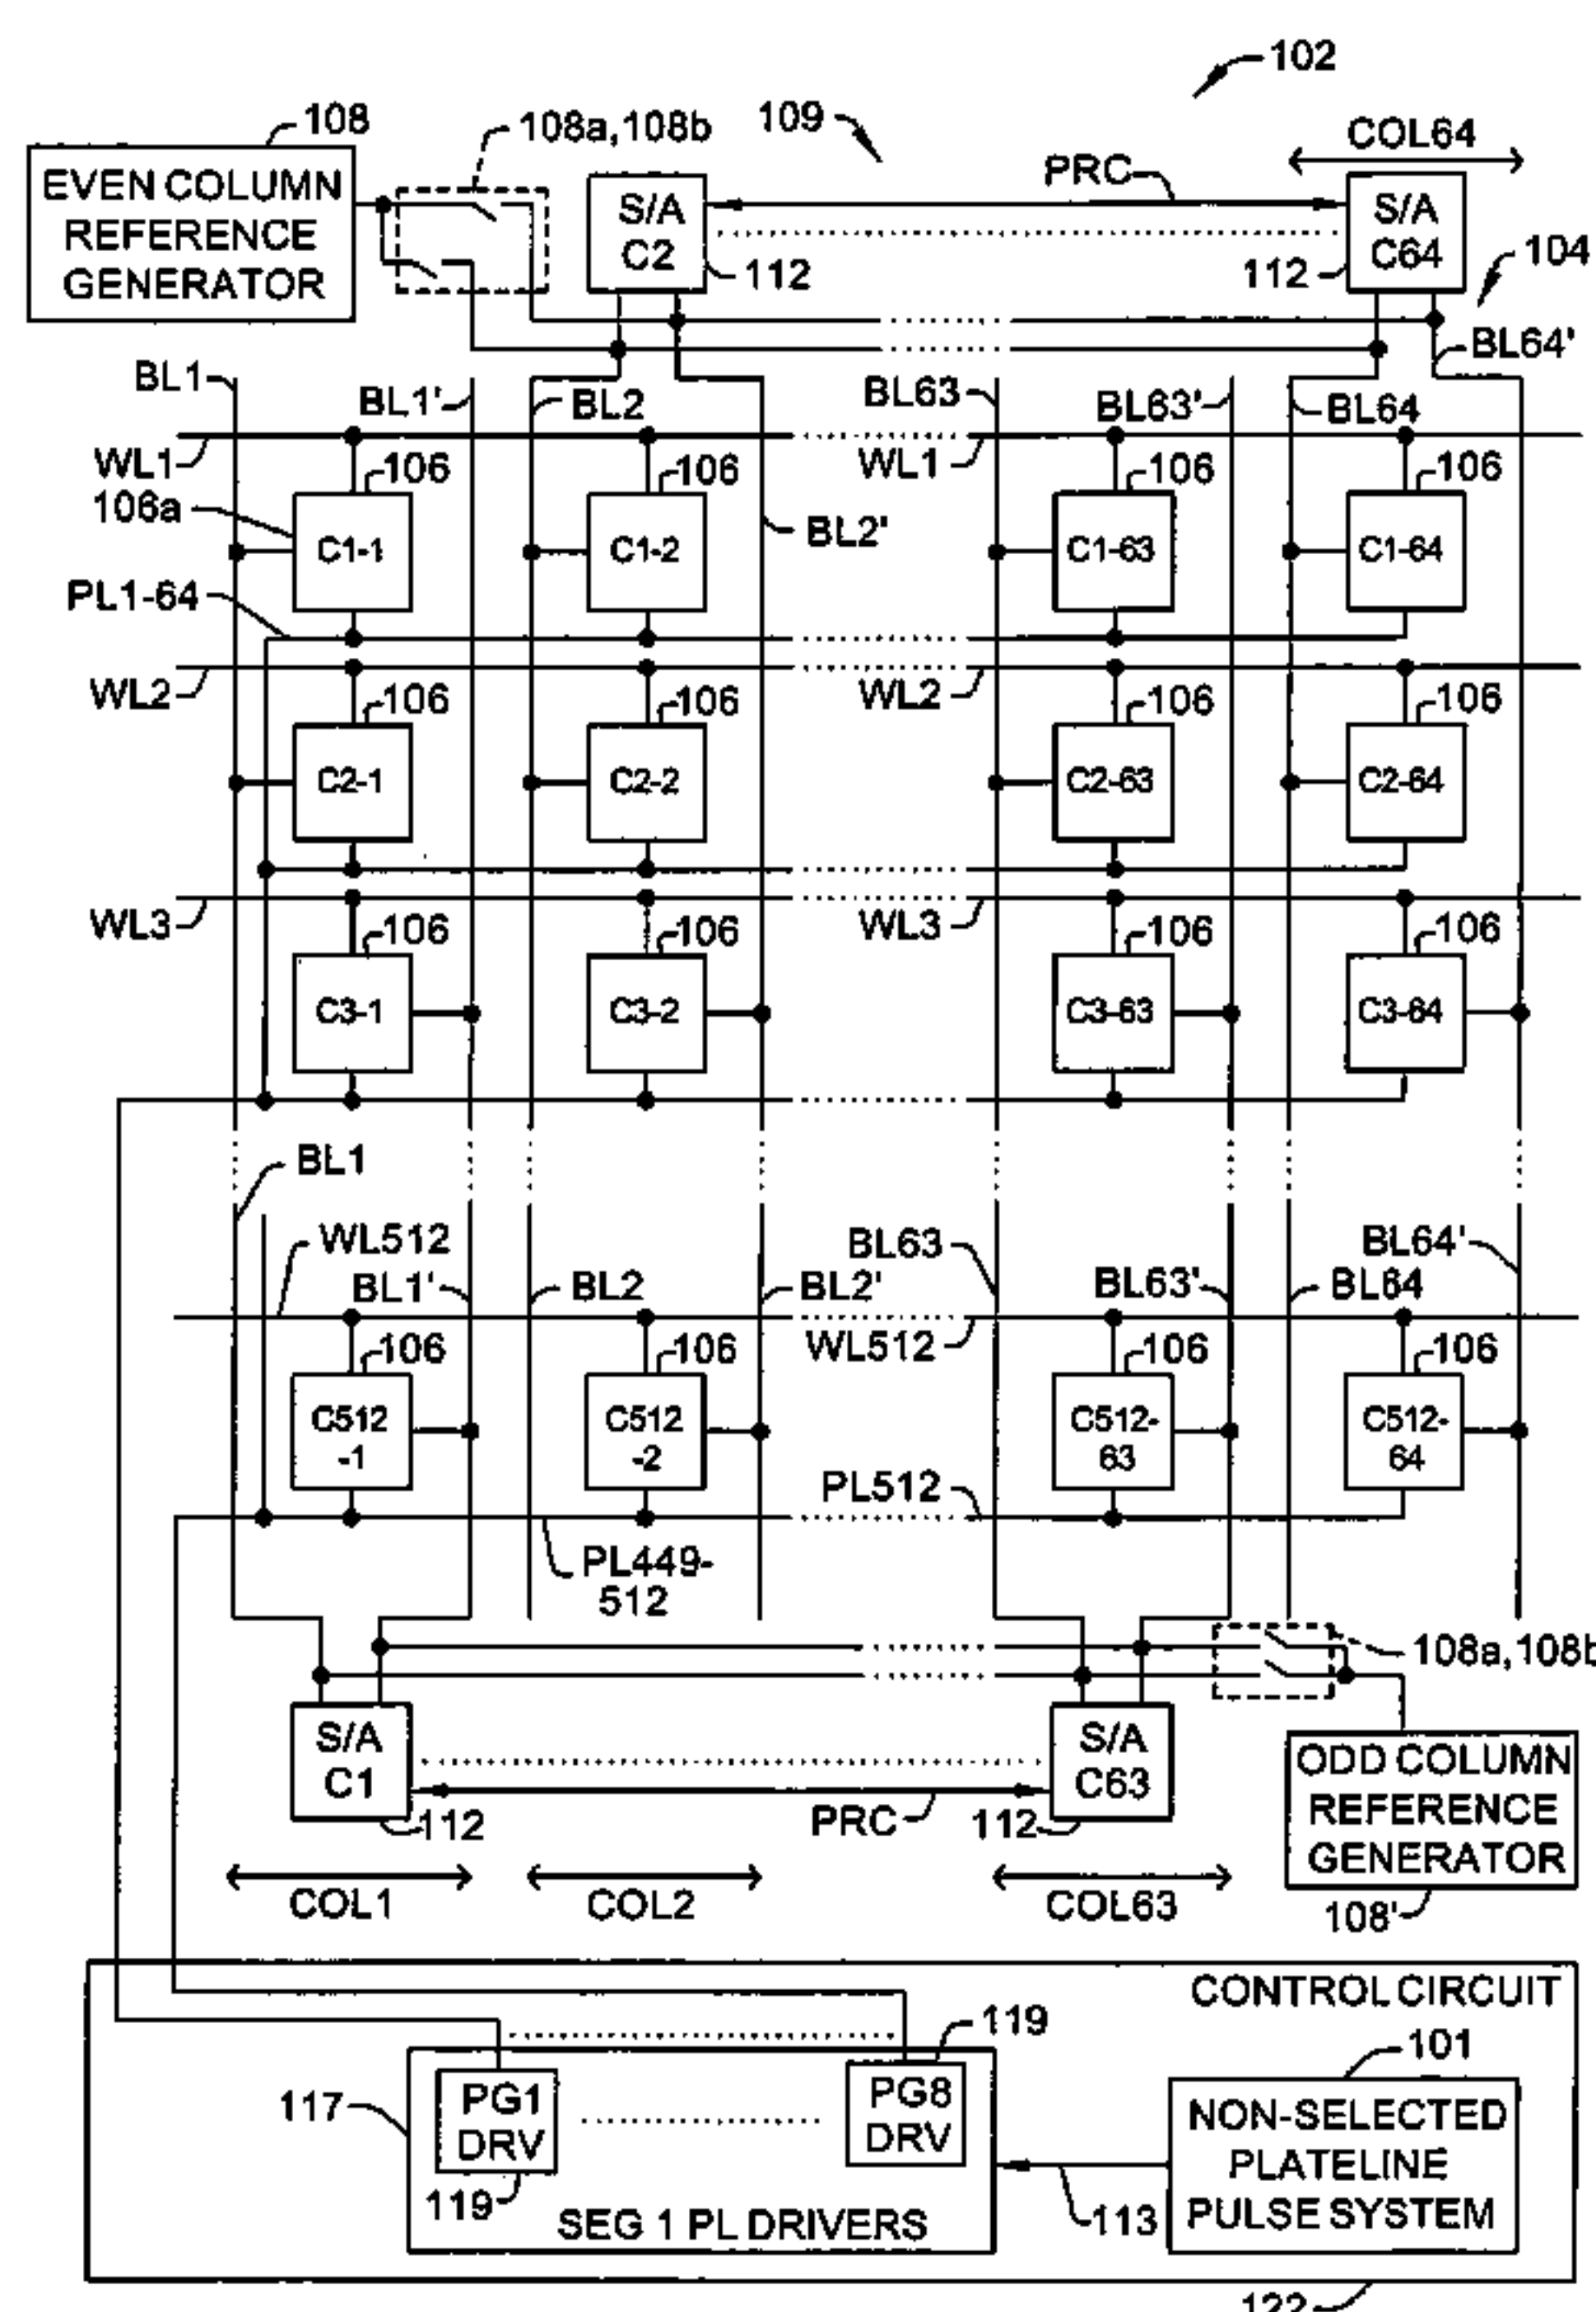 102
108
108a,108b
109
COL64
PRC
EVEN COLUMN
REFERENCE
GENERATOR
S/A
C2
S/A
C64
104
112
112
BL1
BL1'
BL2
BL63
BL63'
BL64
BL64'
WL1
WL1
106
106
106
106
106a
C1-1
C1-2
BL2'
C1-63
C1-64
PL1-64
WL2
WL2
106
106
106
106
C2-1
C2-2
C2-63
C2-64
WL3
WL3
106
106
106
106
C3-1
C3-2
C3-63
C3-64
BL1
WL512
BL63
BL64'
BL1'
BL2
BL2'
BL63'
BL64
WL512
106
106
106
106
C512
-1
C512
-2
C512-
63
C512-
64
PL512
PL449-
512
108a,108b
S/A
C1
S/A
C63
PRC
112
112
ODD COLUMN
REFERENCE
GENERATOR
108'
COL1
COL2
COL63
CONTROL CIRCUIT
119
101
117
PG1
DRV
PG8
DRV
NON-SELECTED
PLATELINE
PULSE SYSTEM
119
SEG 1 PL DRIVERS
113
122